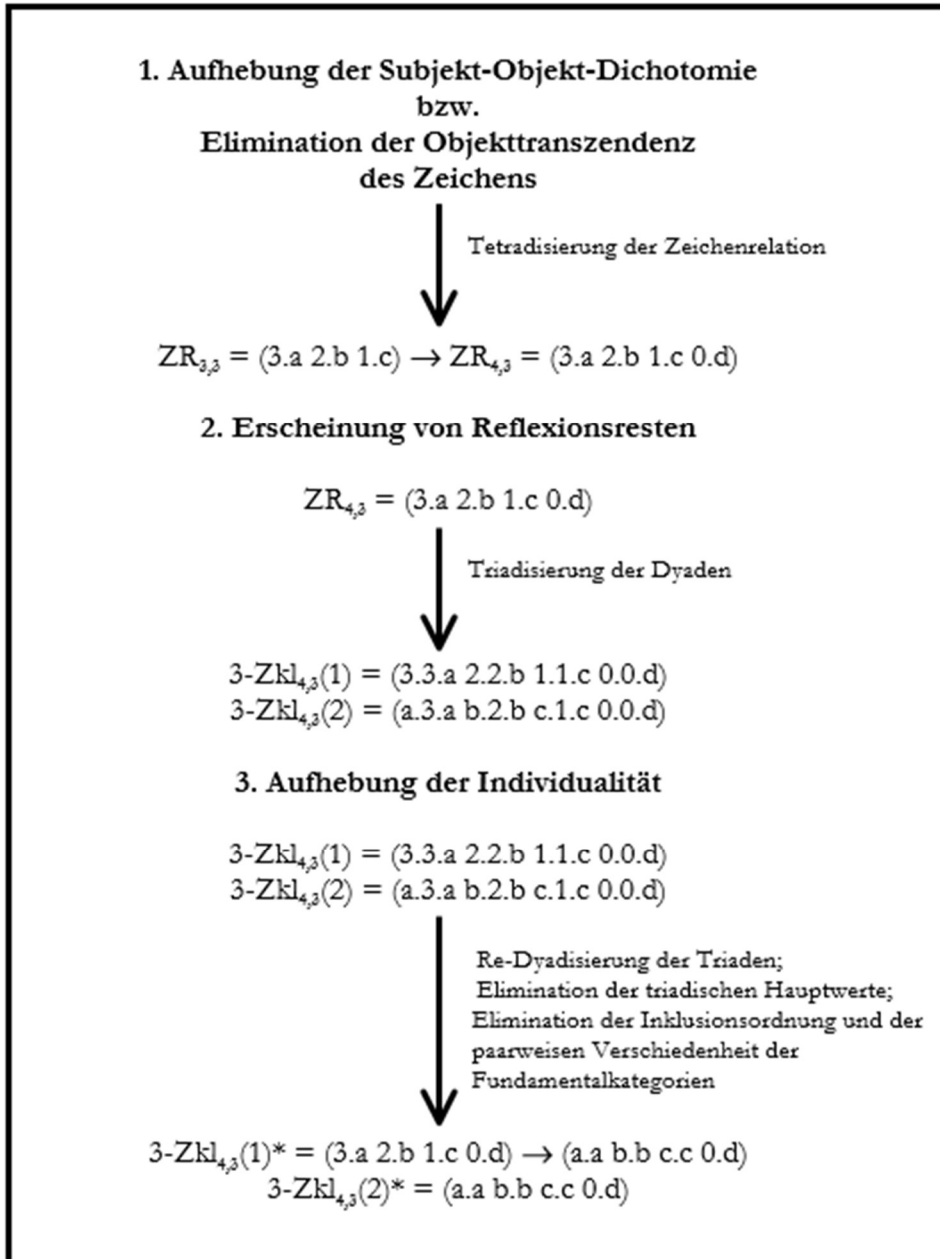 1. Aufhebung der Subjekt-Objekt-Dichotomie
bzw.
Elimination der Objekttranszendenz
des Zeichens
Tetradisierung der Zeichenrelation
ZR₃,₃ = (3.a 2.b 1.c) → ZR₄,₃ = (3.a 2.b 1.c 0.d)
2. Erscheinung von Reflexionsresten
ZR₄,₃ = (3.a 2.b 1.c 0.d)
Triadisierung der Dyaden
3-Zkl₄,₃(1) = (3.3.a 2.2.b 1.1.c 0.0.d)
3-Zkl₄,₃(2) = (a.3.a b.2.b c.1.c 0.0.d)
3. Aufhebung der Individualität
3-Zkl₄,₃(1) = (3.3.a 2.2.b 1.1.c 0.0.d)
3-Zkl₄,₃(2) = (a.3.a b.2.b c.1.c 0.0.d)
Re-Dyadisierung der Triaden;
Elimination der triadischen Hauptwerte;
Elimination der Inklusionsordnung und der
paarweisen Verschiedenheit der
Fundamentalkategorien
3-Zkl₄,₃(1)* = (3.a 2.b 1.c 0.d) → (a.a b.b c.c 0.d)
3-Zkl₄,₃(2)* = (a.a b.b c.c 0.d)